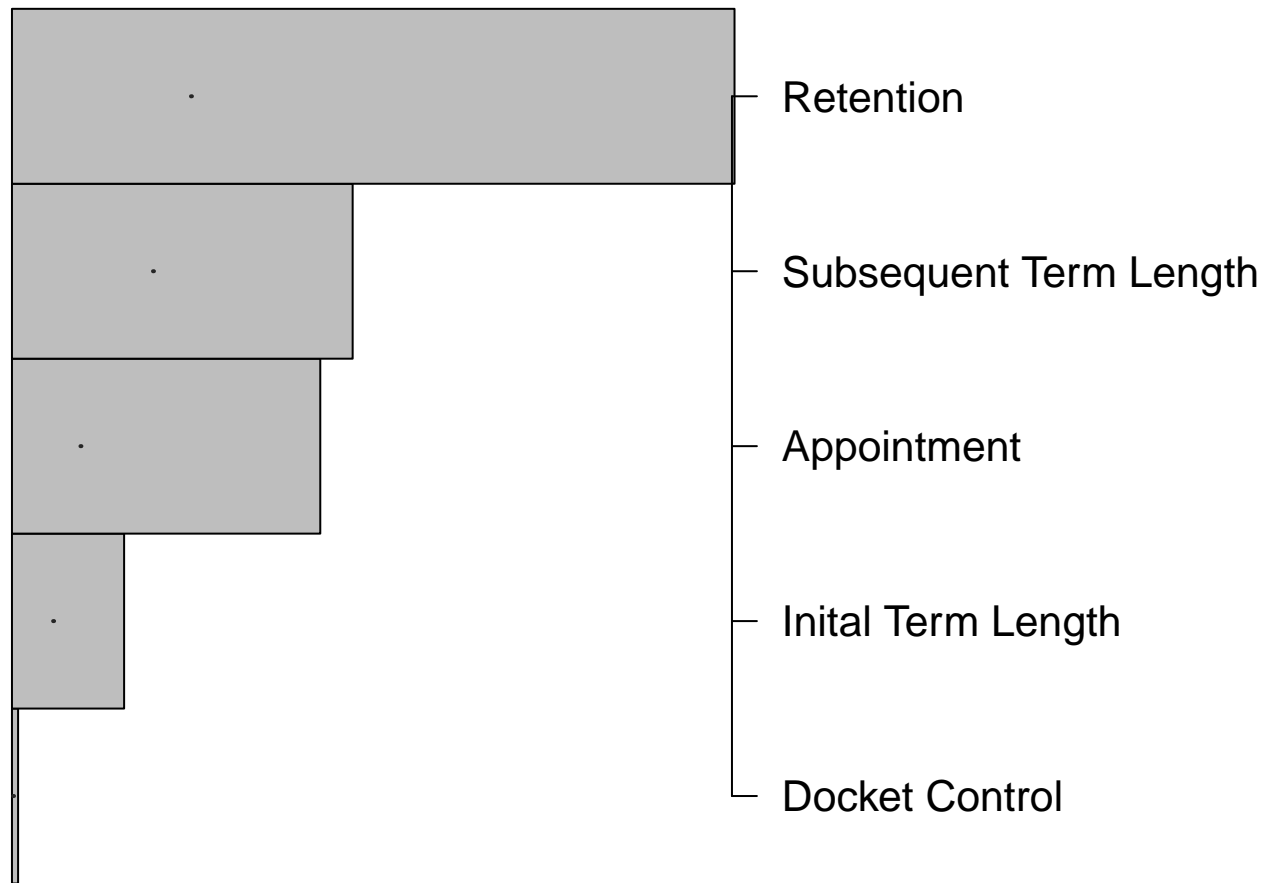 Retention
Subsequent Term Length
Appointment
Inital Term Length
Docket Control